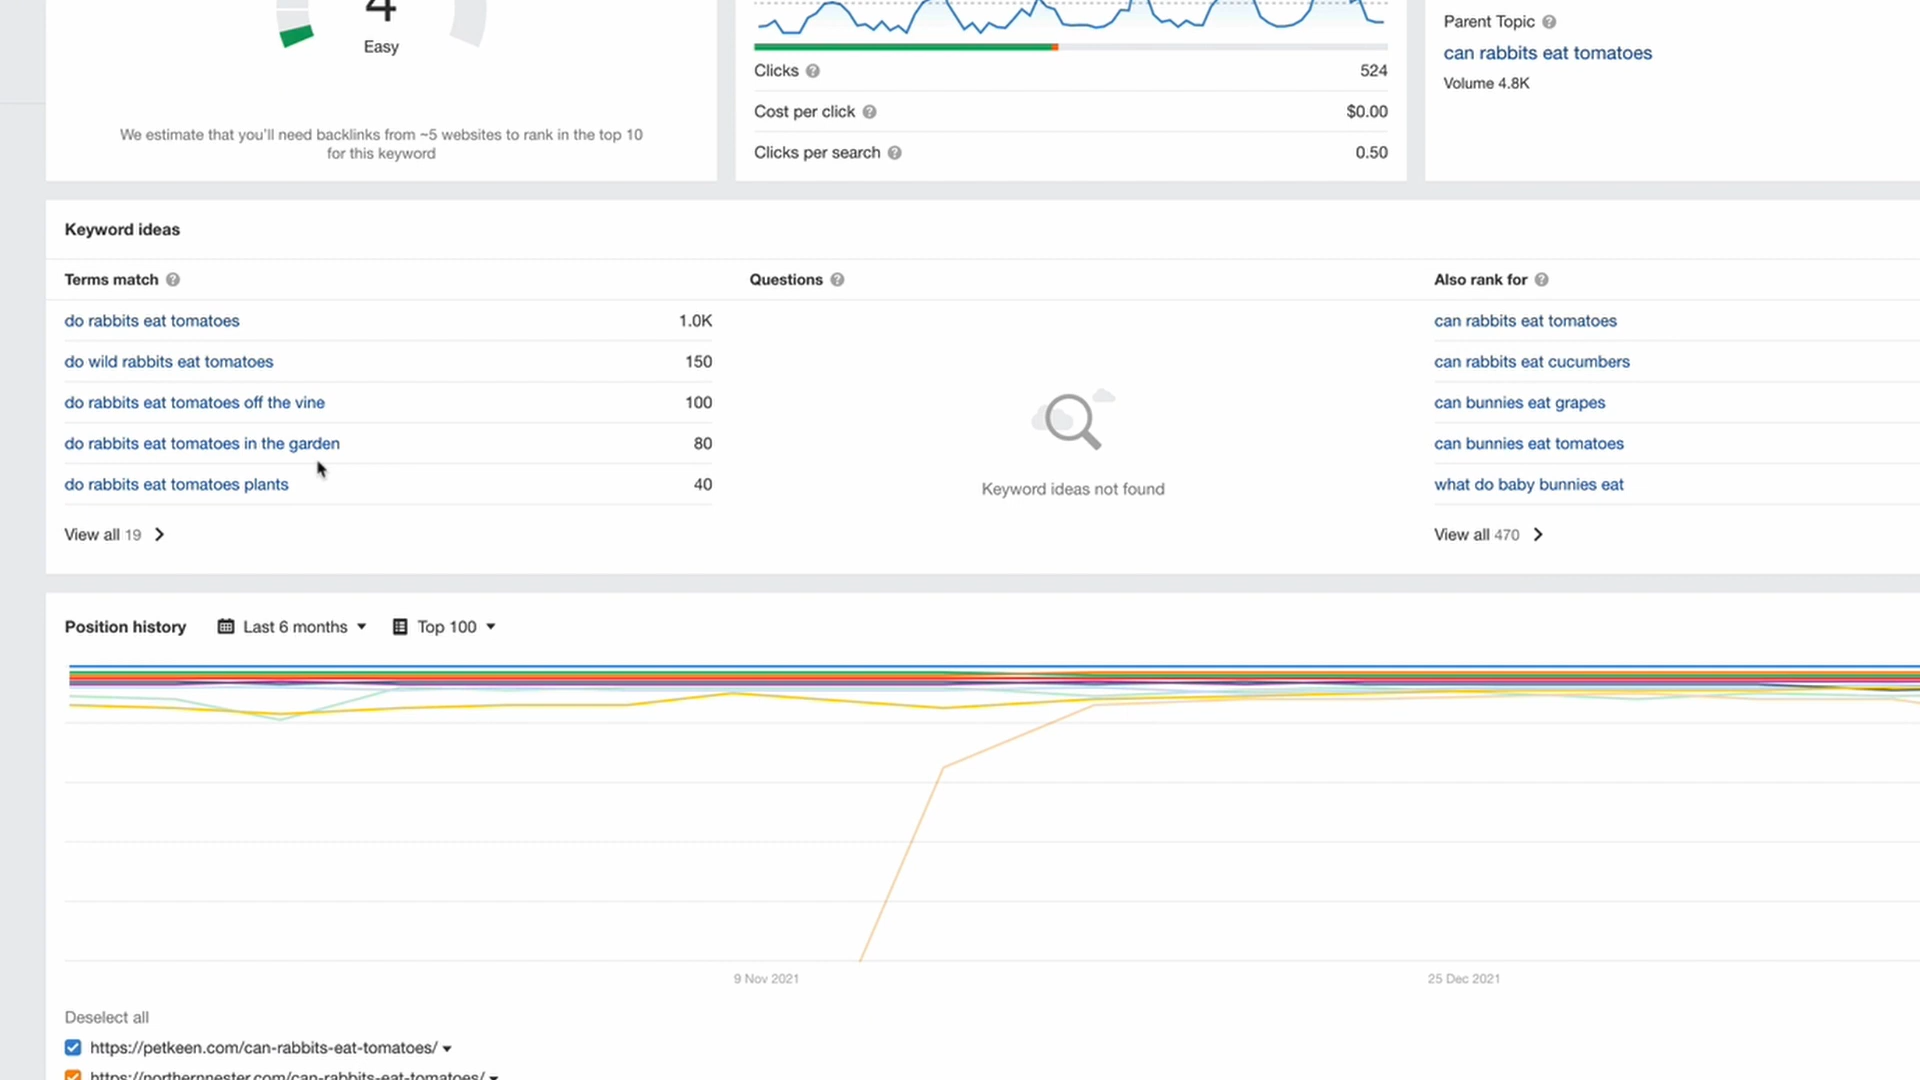 4
Easy
We estimate that you'll need backlinks from ~5 websites to rank in the top 10
for this keyword
Clicks ? 524
Cost per click ? $0.00
Clicks per search ? 0.50
Parent Topic ?
can rabbits eat tomatoes
Volume 4.8K
Keyword ideas
Terms match ?
do rabbits eat tomatoes 1.0K
do wild rabbits eat tomatoes 150
do rabbits eat tomatoes off the vine 100
do rabbits eat tomatoes in the garden 80
do rabbits eat tomatoes plants 40
View all 19
Questions ?
Keyword ideas not found
Also rank for ?
can rabbits eat tomatoes
can rabbits eat cucumbers
can bunnies eat grapes
can bunnies eat tomatoes
what do baby bunnies eat
View all 470
Position history Last 6 months Top 100
9 Nov 2021 25 Dec 2021
Deselect all
https://petkeen.com/can-rabbits-eat-tomatoes/
https://northernnester.com/can-rabbits-eat-tomatoes/